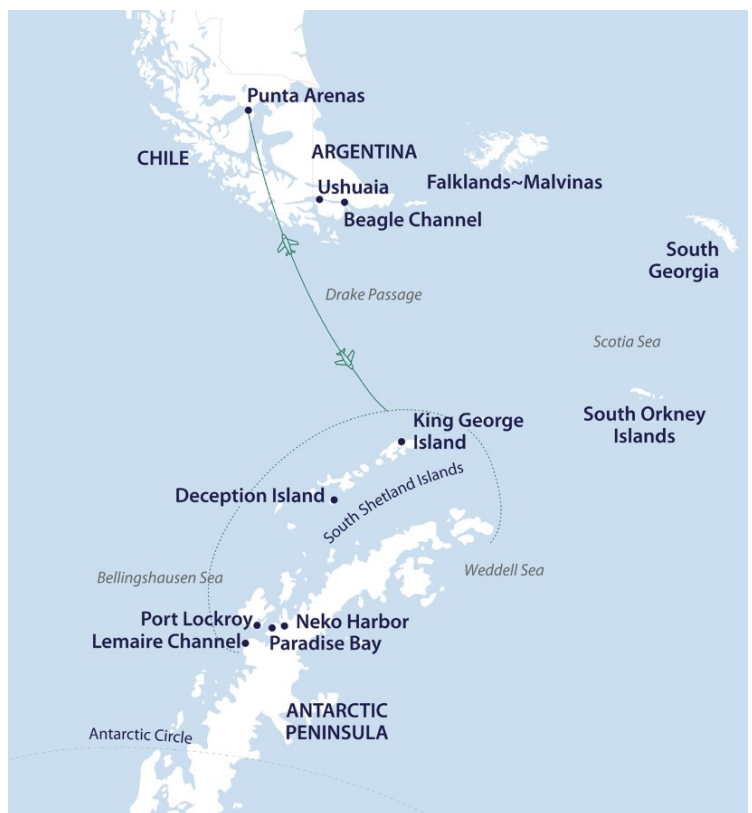 Punta Arenas
CHILE
ARGENTINA
Ushuaia
Falklands~Malvinas
Beagle Channel
South
Georgia
Drake Passage
Scotia Sea
King George
Island
South Orkney
Islands
Deception Island
South Shetland Islands
Bellingshausen Sea
Weddell Sea
Port Lockroy
Neko Harbor
Lemaire Channel
Paradise Bay
ANTARCTIC
PENINSULA
Antarctic Circle